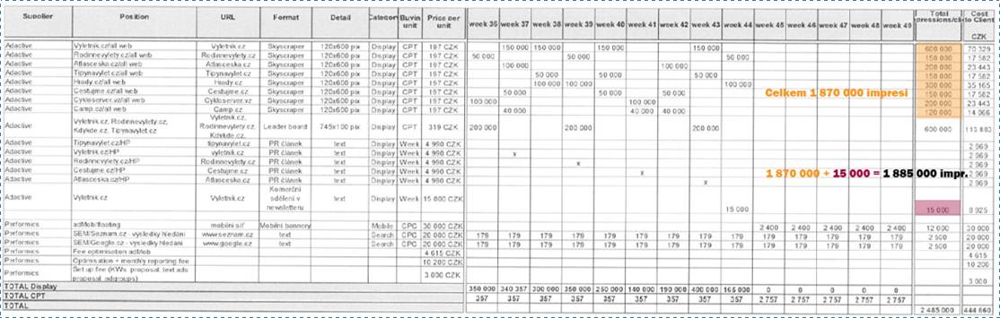 Supplier Position URL Format Detail Category Buyin unit Price per unit week 36 week 37 week 38 week 39 week 40 week 41 week 42 week 43 week 44 week 45 week 46 week 47 week 48 week 49 Total Cost to Client
CZK
Adactive Vyletnik.cz/all web Vyletnik.cz Skyscraper 120x600 pix Display CPT 197 CZK 150 000 150 000 150 000 150 000 600 000 70 329
Adactive Rodinnevylety.cz/all web Rodinnevylety.cz Skyscraper 120x600 pix Display CPT 197 CZK 50 000 50 000 50 000 150 000 17 582
Adactive Atlasceska.cz/all web Atlasceska.cz Skyscraper 120x600 pix Display CPT 197 CZK 100 000 100 000 200 000 23 443
Adactive Tipynavylet.cz/all web Tipynavylet.cz Skyscraper 120x600 pix Display CPT 197 CZK 50 000 50 000 50 000 150 000 17 582
Adactive Hrady.cz/all web Hrady.cz Skyscraper 120x600 pix Display CPT 197 CZK 100 000 100 000 100 000 300 000 35 165
Adactive Cestujme.cz/all web Cestujme.cz Skyscraper 120x600 pix Display CPT 197 CZK 50 000 50 000 50 000 150 000 17 582
Celkem 1 870 000 impresí
Adactive Cykloserver.cz/all web Cykloserver.cz Skyscraper 120x600 pix Display CPT 197 CZK 100 000 100 000 200 000 23 443
Adactive Camp.cz/all web Camp.cz Skyscraper 120x600 pix Display CPT 197 CZK 40 000 40 000 40 000 120 000 14 066
Adactive Vyletnik.cz, Rodinnevylety.cz, Kdykde.cz, Tipynavylet.cz Vyletnik.cz, Rodinnevylety.cz, Kdykde.cz, Leader board 745x100 pix Display CPT 319 CZK 200 000 200 000 200 000 600 000 113 883
Adactive Tipynavylet.cz/HP tipynavylet.cz PR článek text Display Week 4 990 CZK 2 969
Adactive Vyletnik.cz/HP vyletnik.cz PR článek text Display Week 4 990 CZK x 2 969
Adactive Rodinnevylety.cz/HP Rodinnevylety.cz PR článek text Display Week 4 990 CZK x 2 969
Adactive Cestujme.cz/HP Cestujme.cz PR článek text Display Week 4 990 CZK x 2 969
1 870 000 + 15 000 = 1 885 000 impr.
Adactive Atlasceska.cz/HP Atlasceska.cz PR článek text Display Week 4 990 CZK x 2 969
Adactive Vyletnik.cz Vyletnik.cz Komerční sdělení v newsletteru text Display Week 15 800 CZK 15 000 15 000 8 925
Performics adMob/floating mobilní síť Mobilní bannery Mobile CPC 30 000 CZK 2 400 2 400 2 400 2 400 2 400 12 000 30 000
Performics SEM/Seznam.cz - výsledky hledání www.seznam.cz text Search CPC 20 000 CZK 179 179 179 179 179 179 179 179 179 179 179 179 179 179 2 500 20 000
Performics SEM/Google.cz - výsledky hledání www.google.cz text Search CPC 20 000 CZK 179 179 179 179 179 179 179 179 179 179 179 179 179 179 2 500 20 000
Performics Fee optimisation adMob 4 615 CZK 4 615
Performics Optimisation + monthly reporting fee 10 200 CZK 10 200
Performics Set up fee (KWs. proposal, text ads proposal, adgroups) 3 000 CZK 3 000
TOTAL Display 350 000 340 357 300 000 350 000 250 000 140 000 190 000 400 000 165 000 0 0 0 0 0
TOTAL CPT 357 357 357 357 357 357 357 357 357 2 757 2 757 2 757 2 757 2 757
TOTAL 2 485 000 444 660